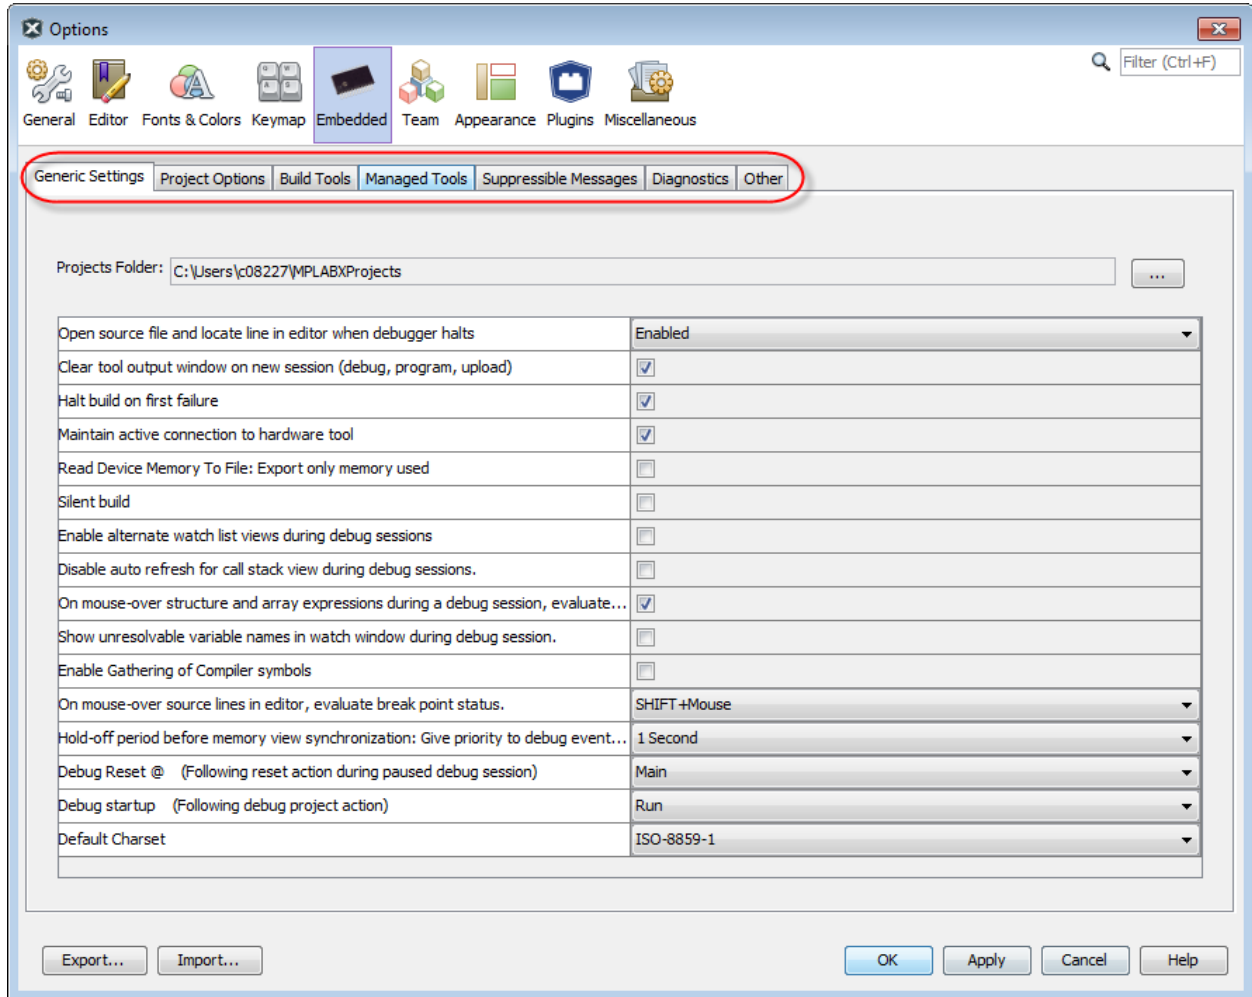 Options
Filter (Ctrl+F)
General Editor Fonts & Colors Keymap Embedded Team Appearance Plugins Miscellaneous
Generic Settings Project Options Build Tools Managed Tools Suppressible Messages Diagnostics Other
Projects Folder: C:\Users\c08227\MPLABXProjects ...
Open source file and locate line in editor when debugger halts Enabled
Clear tool output window on new session (debug, program, upload)
Halt build on first failure
Maintain active connection to hardware tool
Read Device Memory To File: Export only memory used
Silent build
Enable alternate watch list views during debug sessions
Disable auto refresh for call stack view during debug sessions.
On mouse-over structure and array expressions during a debug session, evaluate...
Show unresolvable variable names in watch window during debug session.
Enable Gathering of Compiler symbols
On mouse-over source lines in editor, evaluate break point status. SHIFT+Mouse
Hold-off period before memory view synchronization: Give priority to debug event... 1 Second
Debug Reset @ (Following reset action during paused debug session) Main
Debug startup (Following debug project action) Run
Default Charset ISO-8859-1
Export... Import... OK Apply Cancel Help